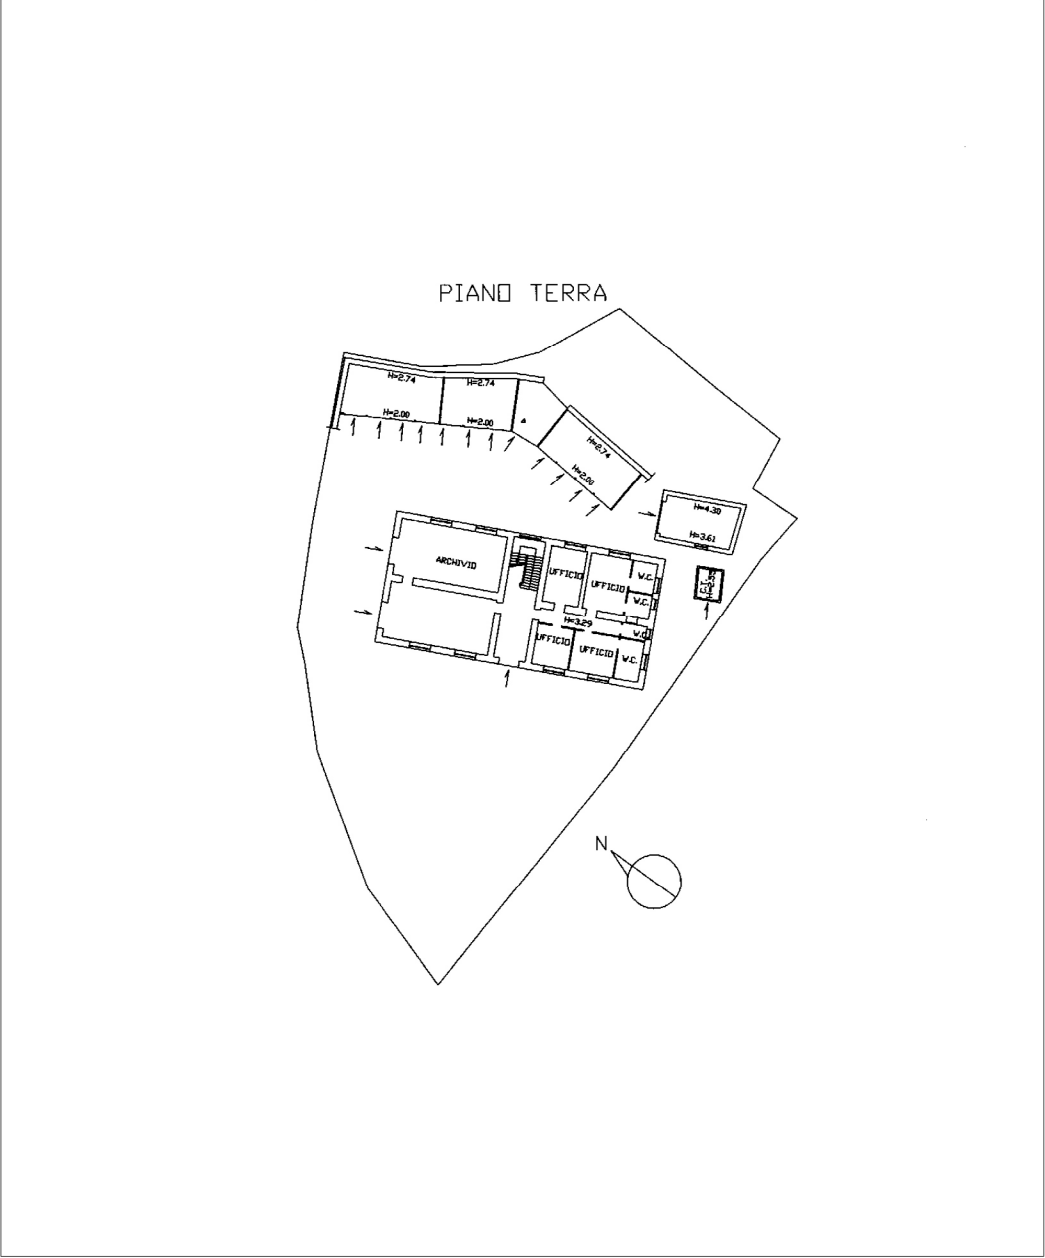 PIANO TERRA
H=2.74
H=2.74
H=2.00
H=2.00
H=2.74
H=2.00
H=4.30
H=3.61
ARCHIVIO
UFFICIO
UFFICIO
W.C.
W.C.
H=3.29
W.C.
UFFICIO
UFFICIO
W.C.
N